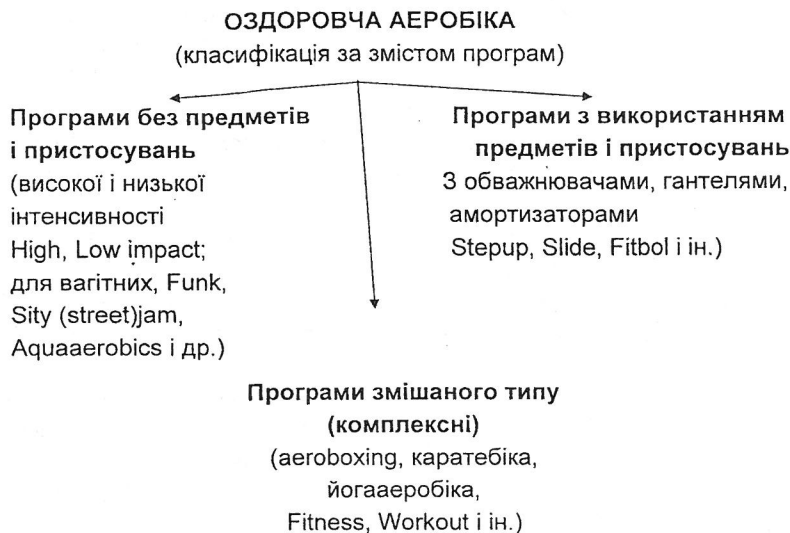 ОЗДОРОВЧА АЕРОБІКА
(класифікація за змістом програм)
Програми без предметів
і пристосувань
(високої і низької
інтенсивності
High, Low impact;
для вагітних, Funk,
Sity (street)jam,
Aquaaerobics і др.)
Програми з використанням
предметів і пристосувань
З обважнювачами, гантелями,
амортизаторами
Stepup, Slide, Fitbol і ін.)
Програми змішаного типу
(комплексні)
(aeroboxing, каратебіка,
йогааеробіка,
Fitness, Workout і ін.)